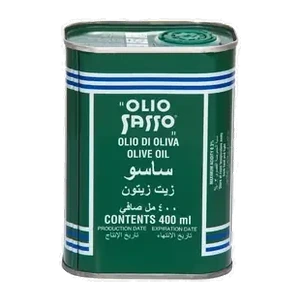 "OLIO
SASSO"
OLIO DI OLIVA
OLIVE OIL
ساسو
زيت زيتون
٤٠٠ مل صافي
CONTENTS 400 ml
PRODUCTION DATE EXPIRATION DATE
تاريخ الإنتاج تاريخ الإنتهاء